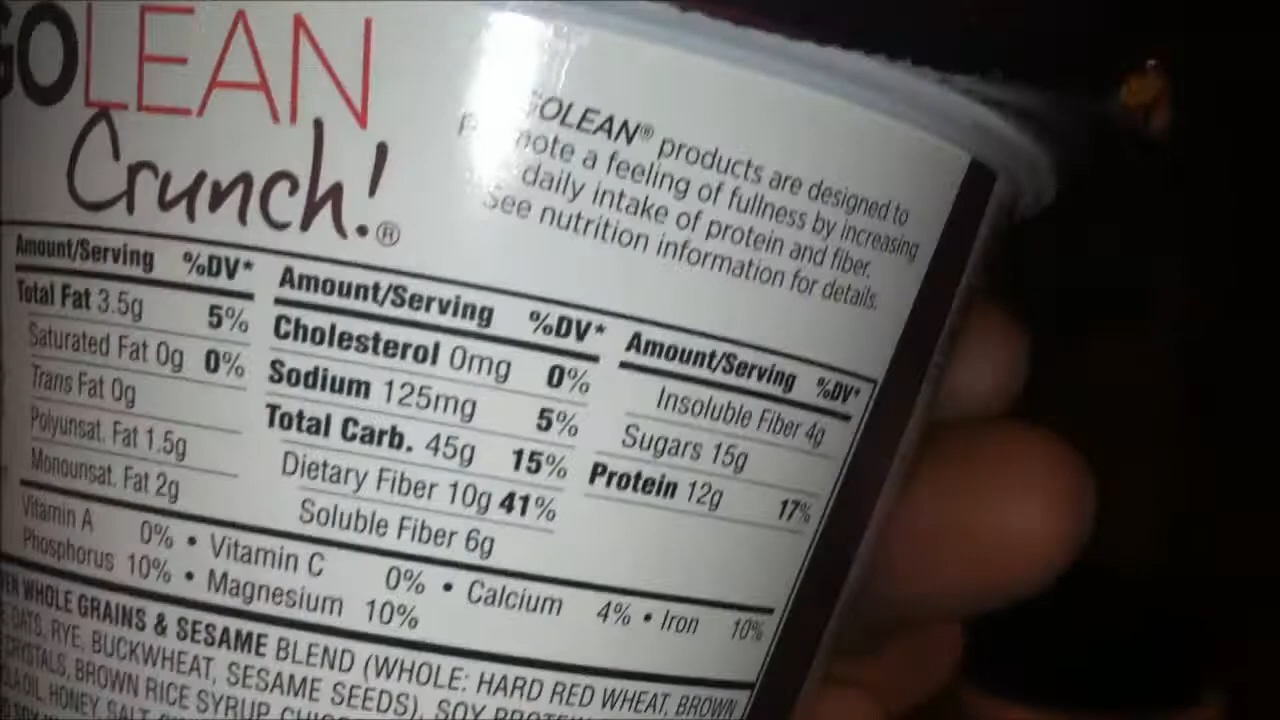 GOLEAN
Crunch!®
GOLEAN® products are designed to
promote a feeling of fullness by increasing
daily intake of protein and fiber.
See nutrition information for details.
Amount/Serving %DV*
Total Fat 3.5g 5%
Saturated Fat 0g 0%
Trans Fat 0g
Polyunsat. Fat 1.5g
Monounsat. Fat 2g
Amount/Serving %DV*
Cholesterol 0mg 0%
Sodium 125mg 5%
Total Carb. 45g 15%
Dietary Fiber 10g 41%
Soluble Fiber 6g
Amount/Serving %DV*
Insoluble Fiber 4g
Sugars 15g
Protein 12g 17%
Vitamin A 0% • Vitamin C 0% • Calcium 4% • Iron 10%
Phosphorus 10% • Magnesium 10%
WHOLE GRAINS & SESAME BLEND (WHOLE: HARD RED WHEAT, BROWN
OATS, RYE, BUCKWHEAT, SESAME SEEDS), SOY
CRYSTALS, BROWN RICE SYRUP,
OIL, HONEY, SALT,